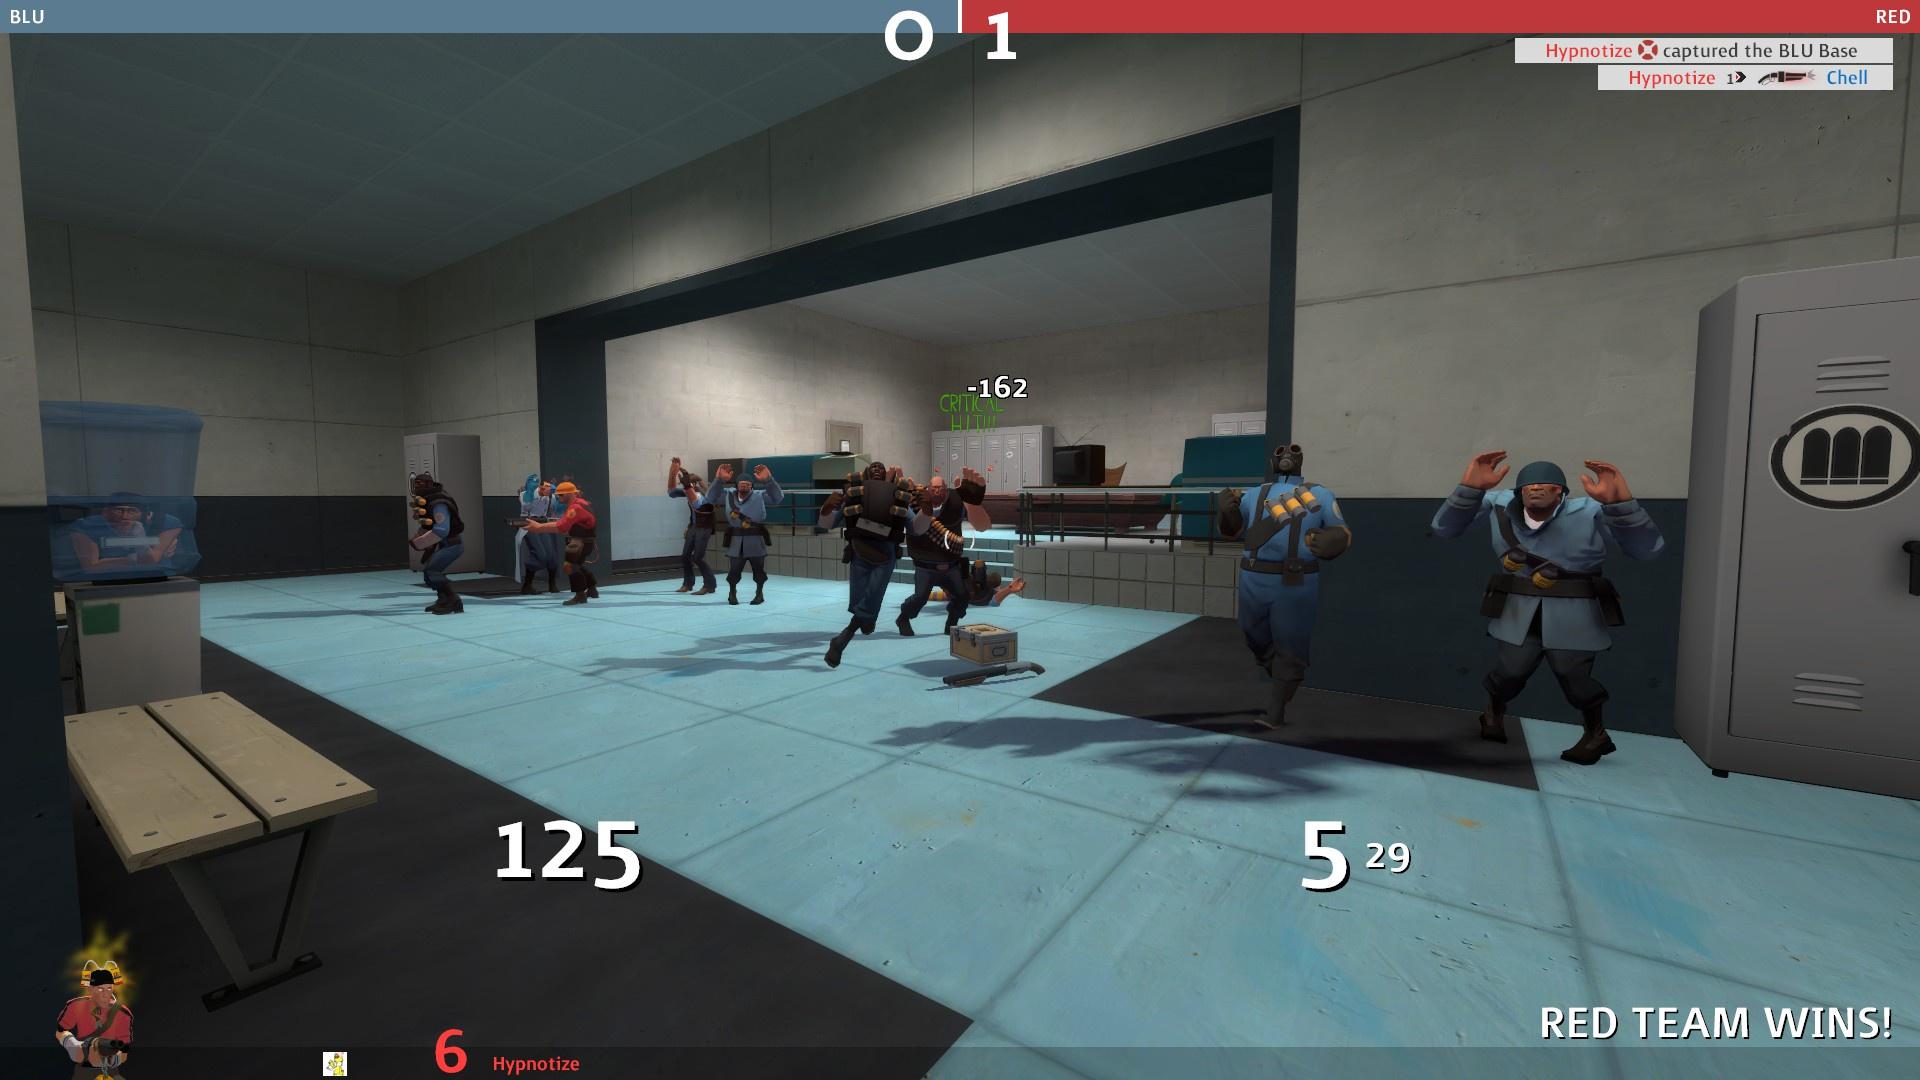 BLU 0 1 RED
Hypnotize captured the BLU Base
Hypnotize 1 Chell
-162
CRITICAL
HIT!!!
125 5 29
RED TEAM WINS!
6 Hypnotize